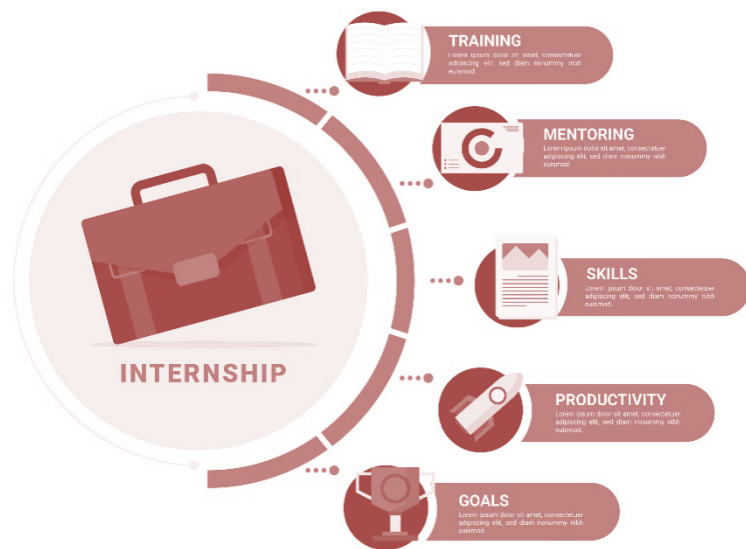 TRAINING
Lorem ipsum dolor sit amet, consectetuer
adipiscing elit, sed diam nonummy nibh
euismod.
MENTORING
Lorem ipsum dolor sit amet, consectetuer
adipiscing elit, sed diam nonummy nibh
euismod.
SKILLS
Lorem ipsum dolor sit amet, consectetuer
adipiscing elit, sed diam nonummy nibh
euismod.
INTERNSHIP
PRODUCTIVITY
Lorem ipsum dolor sit amet, consectetuer
adipiscing elit, sed diam nonummy nibh
euismod.
GOALS
Lorem ipsum dolor sit amet, consectetuer
adipiscing elit, sed diam nonummy nibh
euismod.